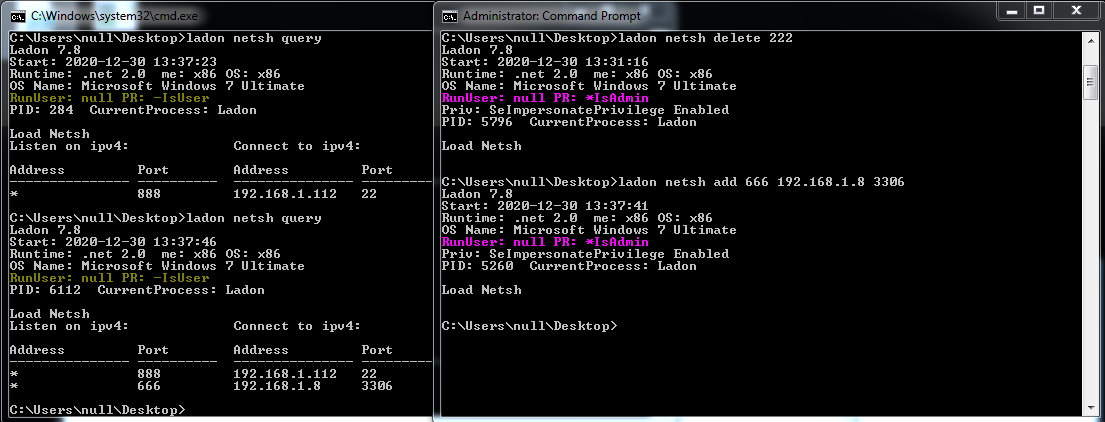 C:\Windows\system32\cmd.exe
C:\Users\null\Desktop>ladon netsh query
Ladon 7.8
Start: 2020-12-30 13:37:23
Runtime: .net 2.0  me: x86 OS: x86
OS Name: Microsoft Windows 7 Ultimate
RunUser: null PR: -IsUser
PID: 284  CurrentProcess: Ladon
Load Netsh
Listen on ipv4:             Connect to ipv4:
Address         Port        Address         Port
--------------- ----------  --------------- ---------
*               888         192.168.1.112   22
C:\Users\null\Desktop>ladon netsh query
Ladon 7.8
Start: 2020-12-30 13:37:46
Runtime: .net 2.0  me: x86 OS: x86
OS Name: Microsoft Windows 7 Ultimate
RunUser: null PR: -IsUser
PID: 6112  CurrentProcess: Ladon
Load Netsh
Listen on ipv4:             Connect to ipv4:
Address         Port        Address         Port
--------------- ----------  --------------- ---------
*               888         192.168.1.112   22
*               666         192.168.1.8     3306
C:\Users\null\Desktop>
Administrator: Command Prompt
C:\Users\null\Desktop>ladon netsh delete 222
Ladon 7.8
Start: 2020-12-30 13:31:16
Runtime: .net 2.0  me: x86 OS: x86
OS Name: Microsoft Windows 7 Ultimate
RunUser: null PR: *IsAdmin
Priv: SeImpersonatePrivilege Enabled
PID: 5796  CurrentProcess: Ladon
Load Netsh
C:\Users\null\Desktop>ladon netsh add 666 192.168.1.8 3306
Ladon 7.8
Start: 2020-12-30 13:37:41
Runtime: .net 2.0  me: x86 OS: x86
OS Name: Microsoft Windows 7 Ultimate
RunUser: null PR: *IsAdmin
Priv: SeImpersonatePrivilege Enabled
PID: 5260  CurrentProcess: Ladon
Load Netsh
C:\Users\null\Desktop>